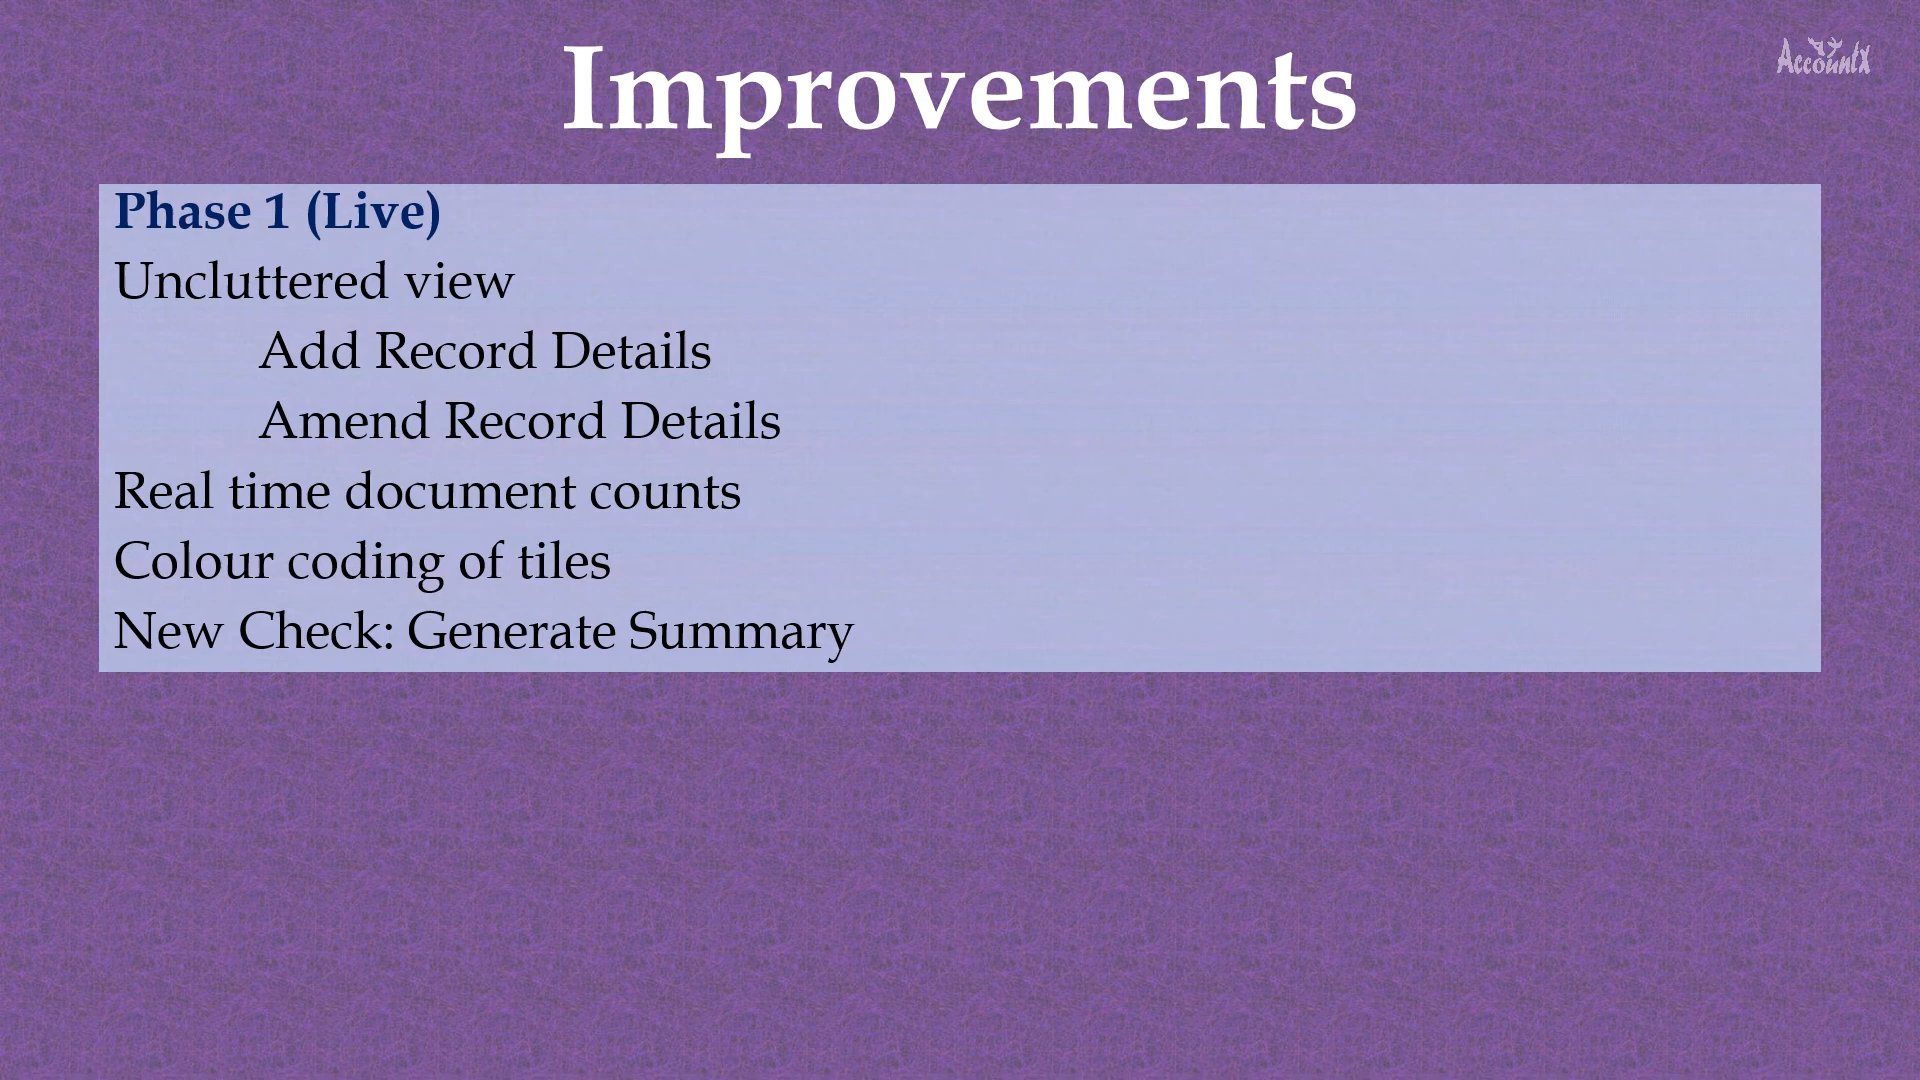 Improvements
AccountX
Phase 1 (Live)
Uncluttered view
Add Record Details
Amend Record Details
Real time document counts
Colour coding of tiles
New Check: Generate Summary